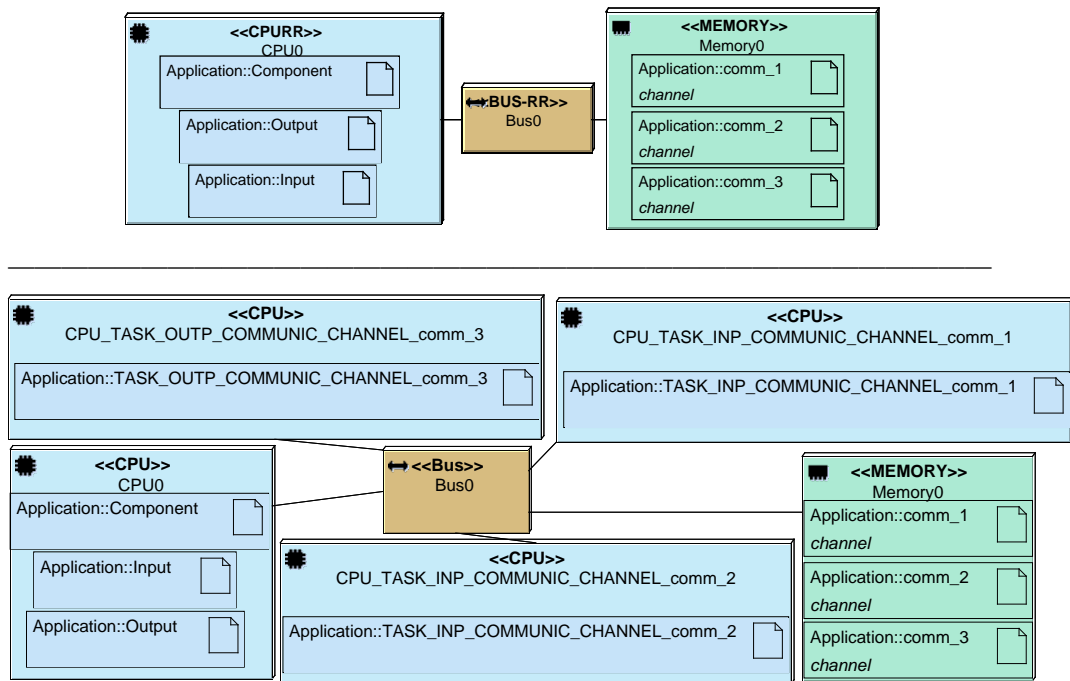 <<CPURR>>
CPU0
Application::Component
Application::Output
Application::Input
:BUS-RR>>
Bus0
<<MEMORY>>
Memory0
Application::comm_1
channel
Application::comm_2
channel
Application::comm_3
channel
<<CPU>>
CPU_TASK_OUTP_COMMUNIC_CHANNEL_comm_3
Application::TASK_OUTP_COMMUNIC_CHANNEL_comm_3
<<CPU>>
CPU_TASK_INP_COMMUNIC_CHANNEL_comm_1
Application::TASK_INP_COMMUNIC_CHANNEL_comm_1
<<CPU>>
CPU0
Application::Component
Application::Input
Application::Output
<<Bus>>
Bus0
<<CPU>>
CPU_TASK_INP_COMMUNIC_CHANNEL_comm_2
Application::TASK_INP_COMMUNIC_CHANNEL_comm_2
<<MEMORY>>
Memory0
Application::comm_1
channel
Application::comm_2
channel
Application::comm_3
channel